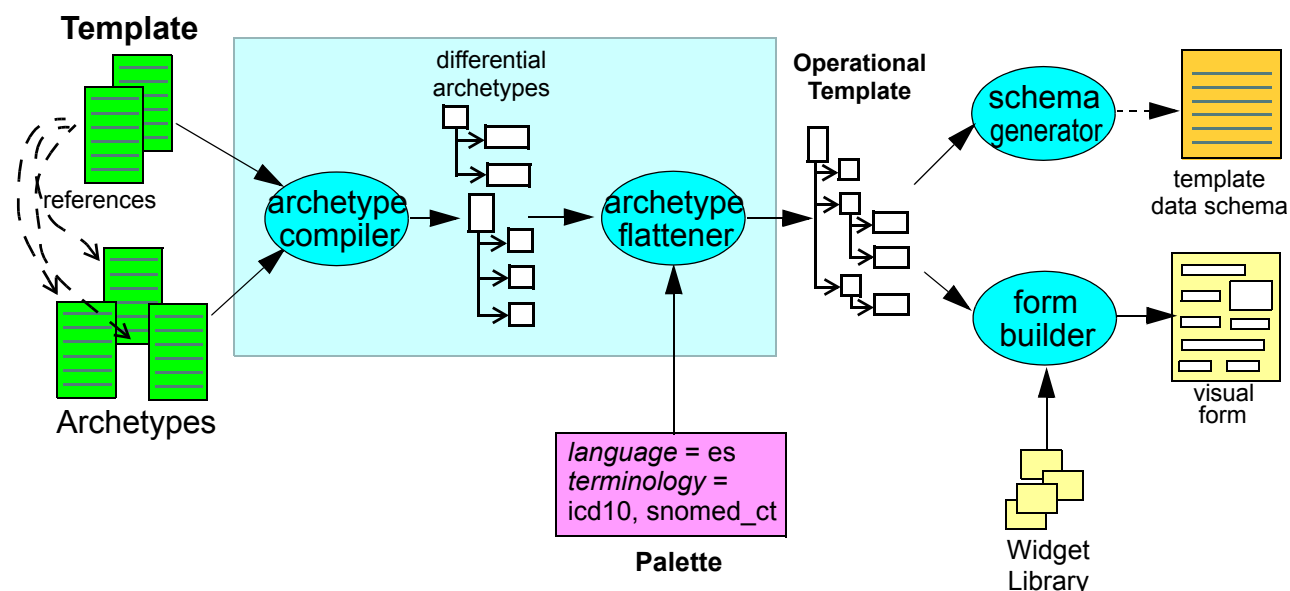 Template
references
Archetypes
differential
archetypes
archetype
compiler
archetype
flattener
language = es
terminology =
icd10, snomed_ct
Palette
Operational
Template
schema
generator
template
data schema
form
builder
visual
form
Widget
Library